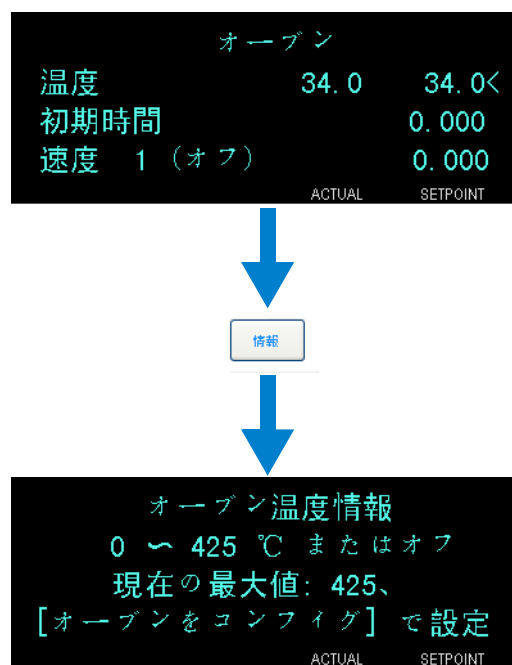 オーブン
温度 34.0 34.0<
初期時間 0.000
速度 1 (オフ) 0.000
ACTUAL SETPOINT
情報
オーブン温度情報
0 ～ 425 ℃ またはオフ
現在の最大値: 425、
[オーブンをコンフィグ] で設定
ACTUAL SETPOINT